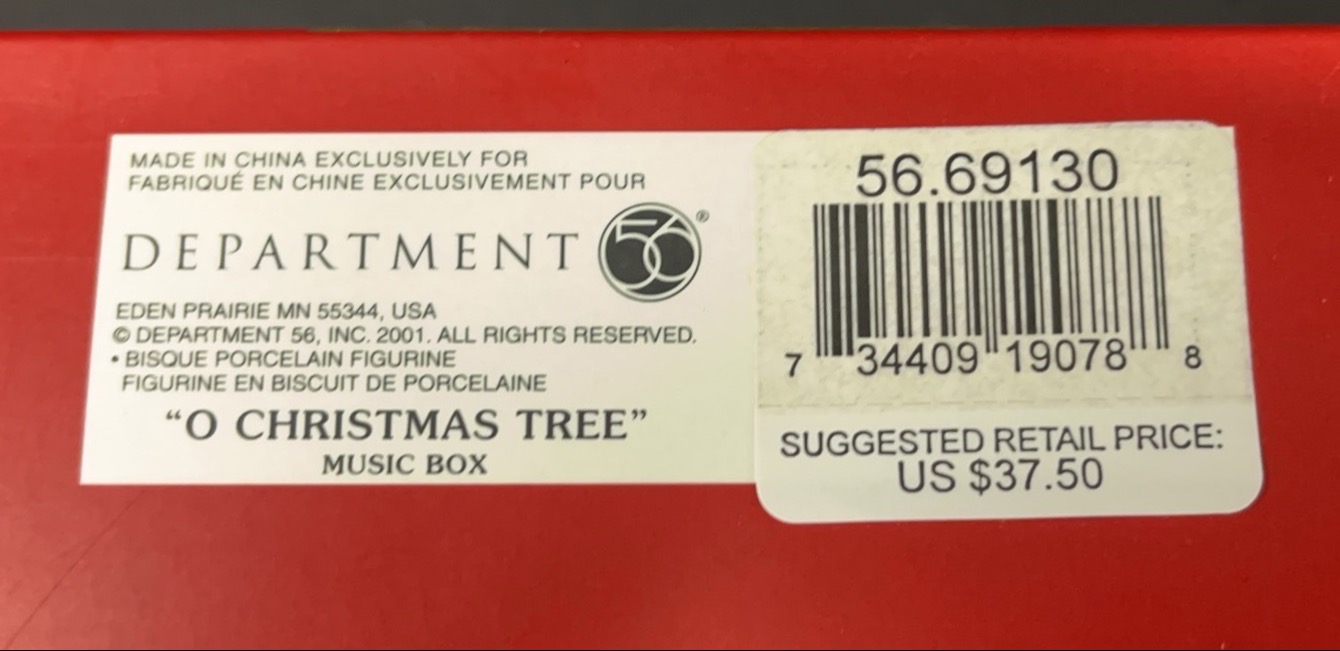 MADE IN CHINA EXCLUSIVELY FOR
FABRIQUÉ EN CHINE EXCLUSIVEMENT POUR
DEPARTMENT 56®
EDEN PRAIRIE MN 55344, USA
© DEPARTMENT 56, INC. 2001. ALL RIGHTS RESERVED.
• BISQUE PORCELAIN FIGURINE
FIGURINE EN BISCUIT DE PORCELAINE
“O CHRISTMAS TREE”
MUSIC BOX
56.69130
7 34409 19078 8
SUGGESTED RETAIL PRICE:
US $37.50